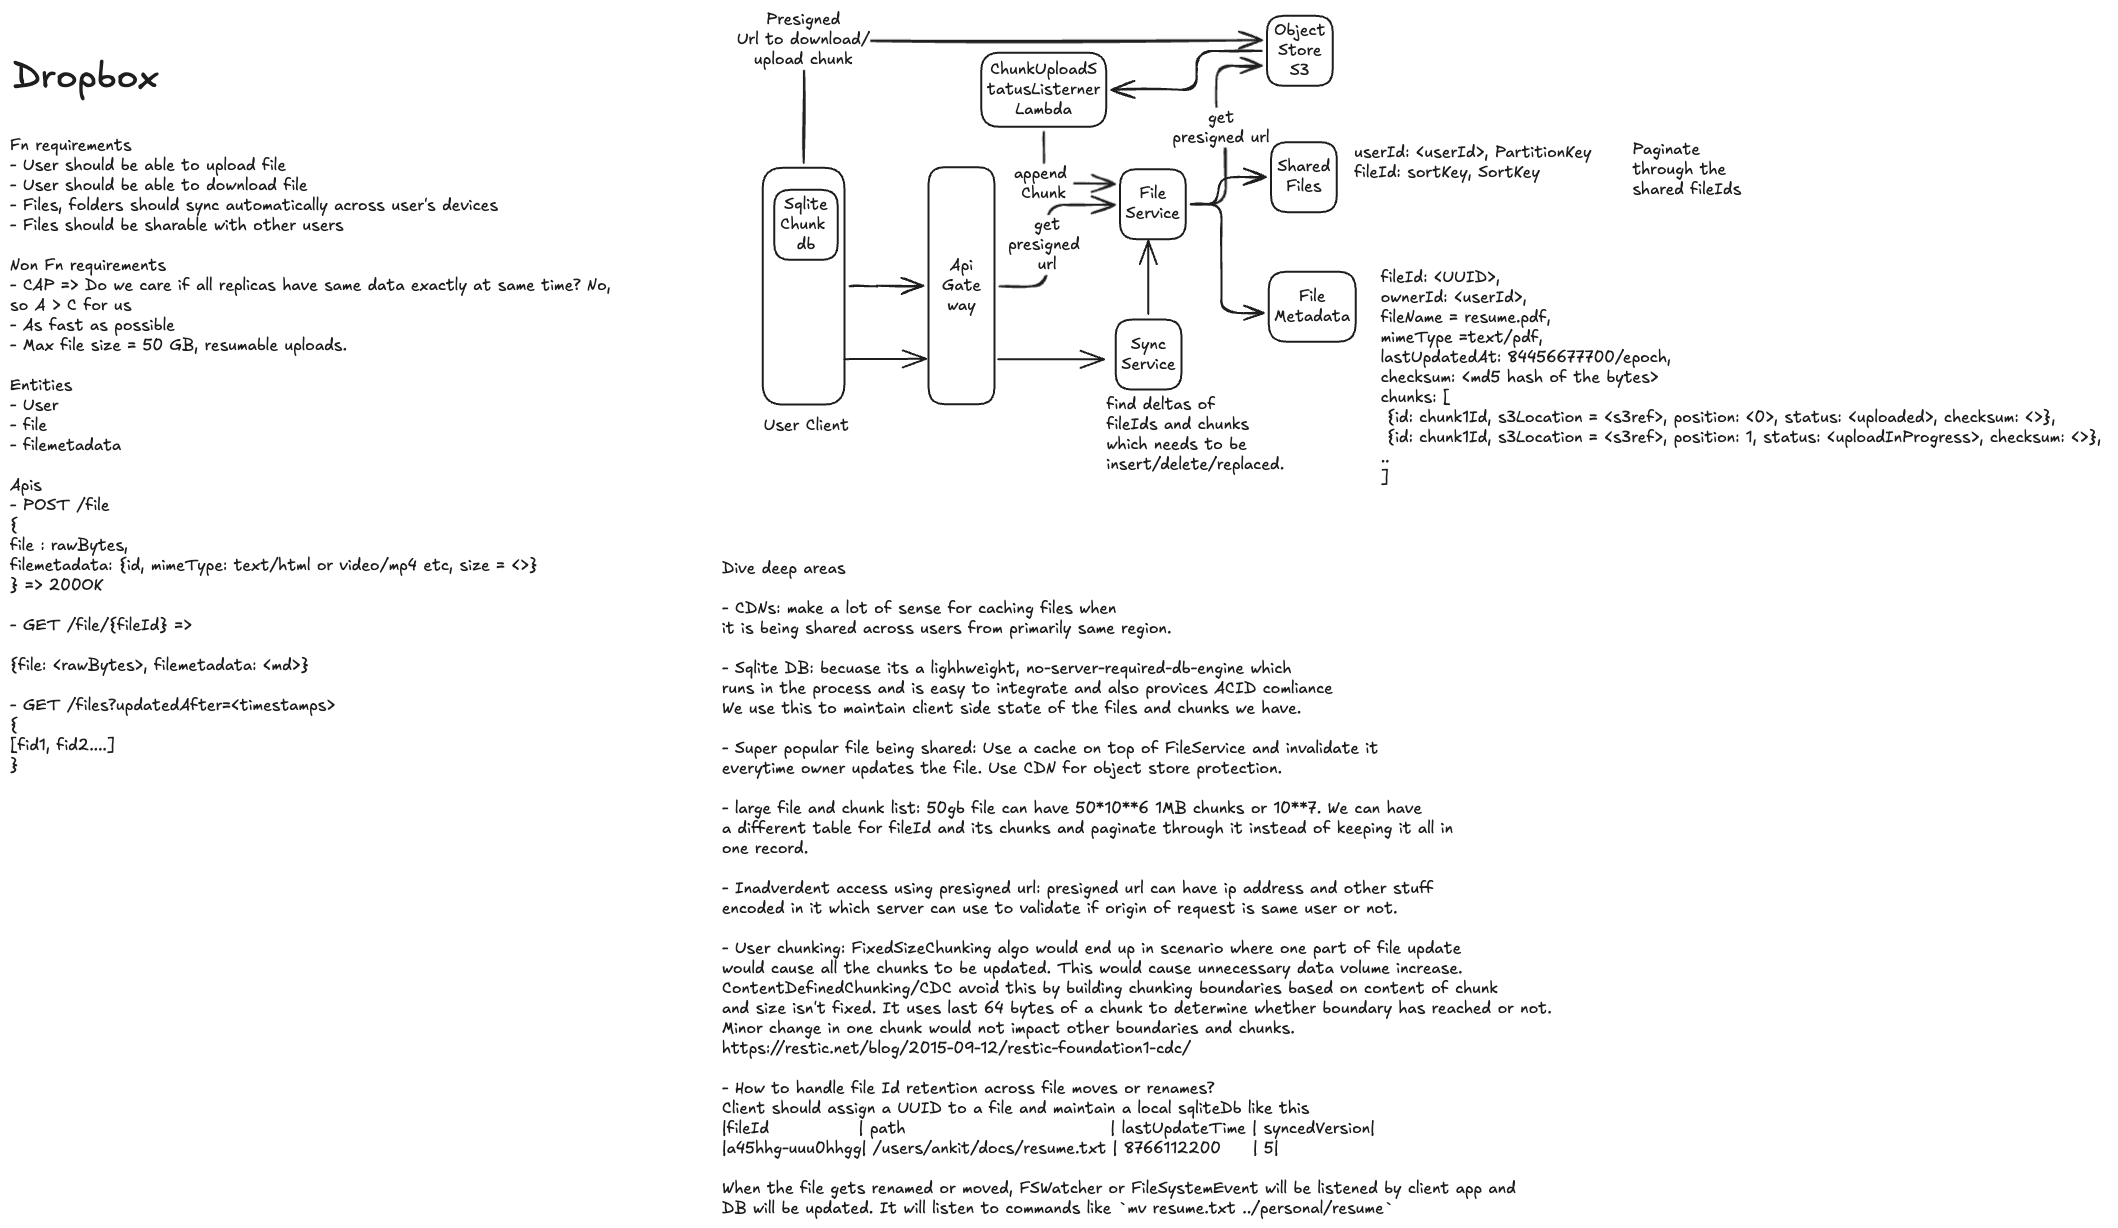 Dropbox
Fn requirements
- User should be able to upload file
- User should be able to download file
- Files, folders should sync automatically across user's devices
- Files should be sharable with other users
Non Fn requirements
- CAP => Do we care if all replicas have same data exactly at same time? No,
so A > C for us
- As fast as possible
- Max file size = 50 GB, resumable uploads.
Entities
- User
- file
- filemetadata
Apis
- POST /file
{
file : rawBytes,
filemetadata: {id, mimeType: text/html or video/mp4 etc, size = <>}
} => 200OK
- GET /file/{fileId} =>
{file: <rawBytes>, filemetadata: <md>}
- GET /files?updatedAfter=<timestamps>
{
[fid1, fid2....]
}
Presigned
Url to download/
upload chunk
Object
Store
S3
ChunkUploadS
tatusListerner
Lambda
get
presigned url
Sqlite
Chunk
db
User Client
Api
Gate
way
append
Chunk
get
presigned
url
File
Service
Sync
Service
find deltas of
fileIds and chunks
which needs to be
insert/delete/replaced.
Shared
Files
userId: <userId>, PartitionKey
fileId: sortKey, SortKey
Paginate
through the
shared fileIds
File
Metadata
fileId: <UUID>,
ownerId: <userId>,
fileName = resume.pdf,
mimeType =text/pdf,
lastUpdatedAt: 84456677700/epoch,
checksum: <md5 hash of the bytes>
chunks: [
{id: chunk1Id, s3Location = <s3ref>, position: <0>, status: <uploaded>, checksum: <>},
{id: chunk1Id, s3Location = <s3ref>, position: 1, status: <uploadInProgress>, checksum: <>},
..
]
Dive deep areas
- CDNs: make a lot of sense for caching files when
it is being shared across users from primarily same region.
- Sqlite DB: becuase its a lighhweight, no-server-required-db-engine which
runs in the process and is easy to integrate and also provices ACID comliance
We use this to maintain client side state of the files and chunks we have.
- Super popular file being shared: Use a cache on top of FileService and invalidate it
everytime owner updates the file. Use CDN for object store protection.
- large file and chunk list: 50gb file can have 50*10**6 1MB chunks or 10**7. We can have
a different table for fileId and its chunks and paginate through it instead of keeping it all in
one record.
- Inadverdent access using presigned url: presigned url can have ip address and other stuff
encoded in it which server can use to validate if origin of request is same user or not.
- User chunking: FixedSizeChunking algo would end up in scenario where one part of file update
would cause all the chunks to be updated. This would cause unnecessary data volume increase.
ContentDefinedChunking/CDC avoid this by building chunking boundaries based on content of chunk
and size isn't fixed. It uses last 64 bytes of a chunk to determine whether boundary has reached or not.
Minor change in one chunk would not impact other boundaries and chunks.
https://restic.net/blog/2015-09-12/restic-foundation1-cdc/
- How to handle file Id retention across file moves or renames?
Client should assign a UUID to a file and maintain a local sqliteDb like this
|fileId | path | lastUpdateTime | syncedVersion|
|a45hhg-uuu0hhgg| /users/ankit/docs/resume.txt | 8766112200 | 5|
When the file gets renamed or moved, FSWatcher or FileSystemEvent will be listened by client app and
DB will be updated. It will listen to commands like `mv resume.txt ../personal/resume`